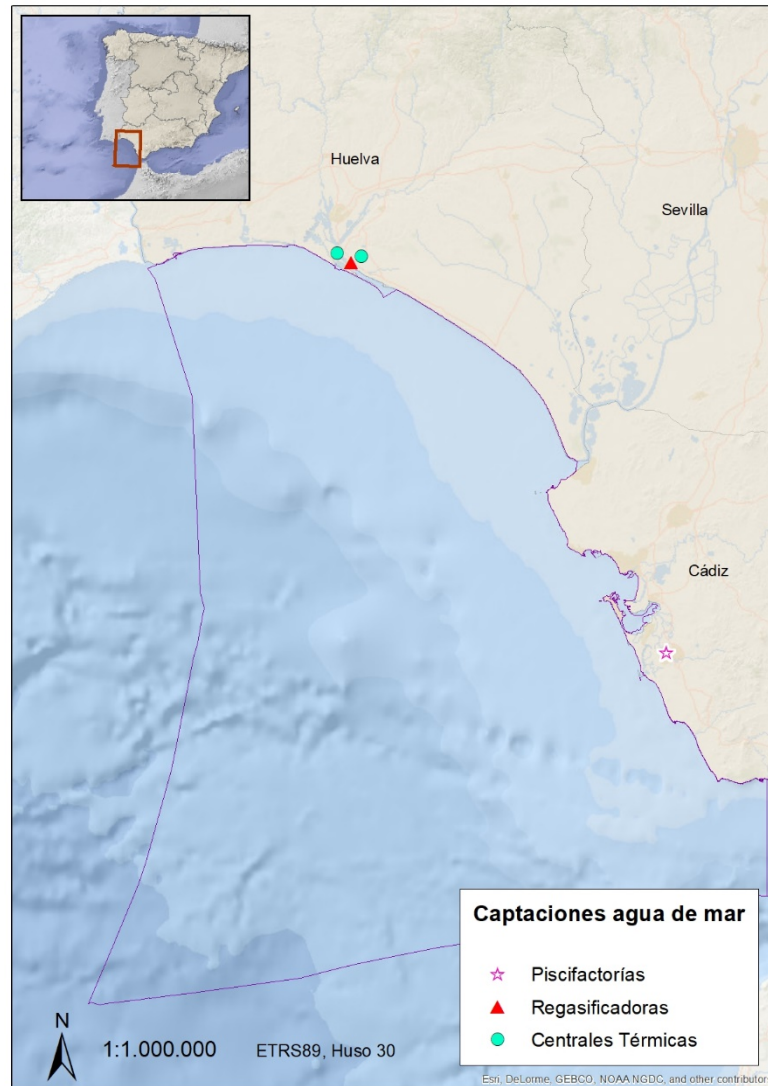 Huelva
Sevilla
Cádiz
Captaciones agua de mar
Piscifactorías
Regasificadoras
Centrales Térmicas
N
1:1.000.000
ETRS89, Huso 30
Esri, DeLorme, GEBCO, NOAA NGDC, and other contributors